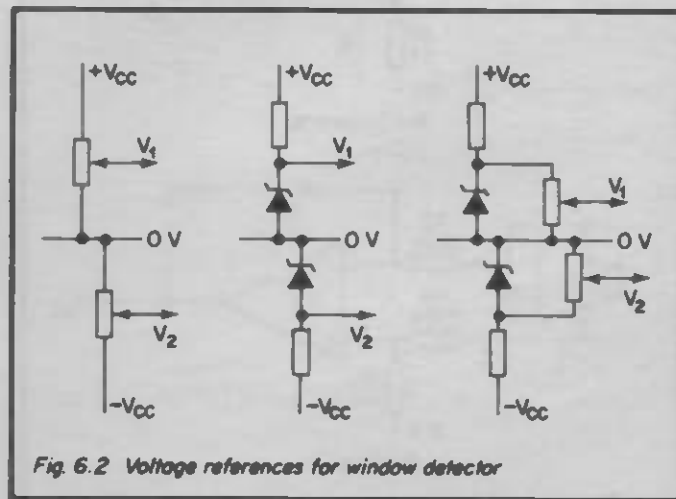 +VCC
+VCC
+VCC
V1
V1
V1
0 V
0 V
0 V
V2
V2
V2
-VCC
-VCC
-VCC
Fig. 6.2 Voltage references for window detector